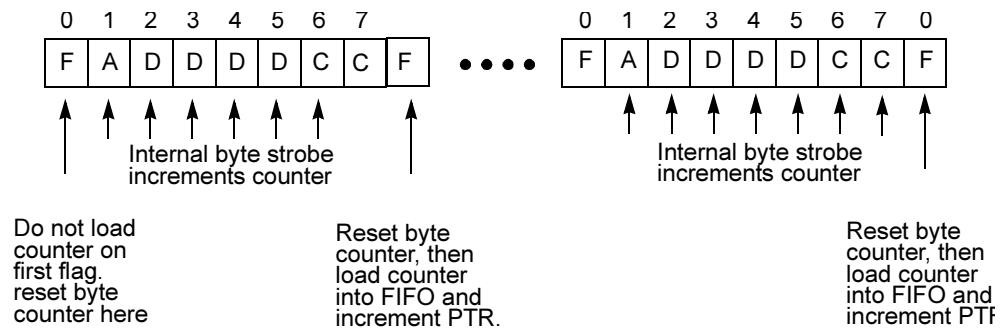 0 1 2 3 4 5 6 7 0 1 2 3 4 5 6 7 0
F A D D D D C C F F A D D D D C C F
Internal byte strobe
increments counter
Internal byte strobe
increments counter
Do not load
counter on
first flag.
reset byte
counter here
Reset byte
counter, then
load counter
into FIFO and
increment PTR.
Reset byte
counter, then
load counter
into FIFO and
increment PTR